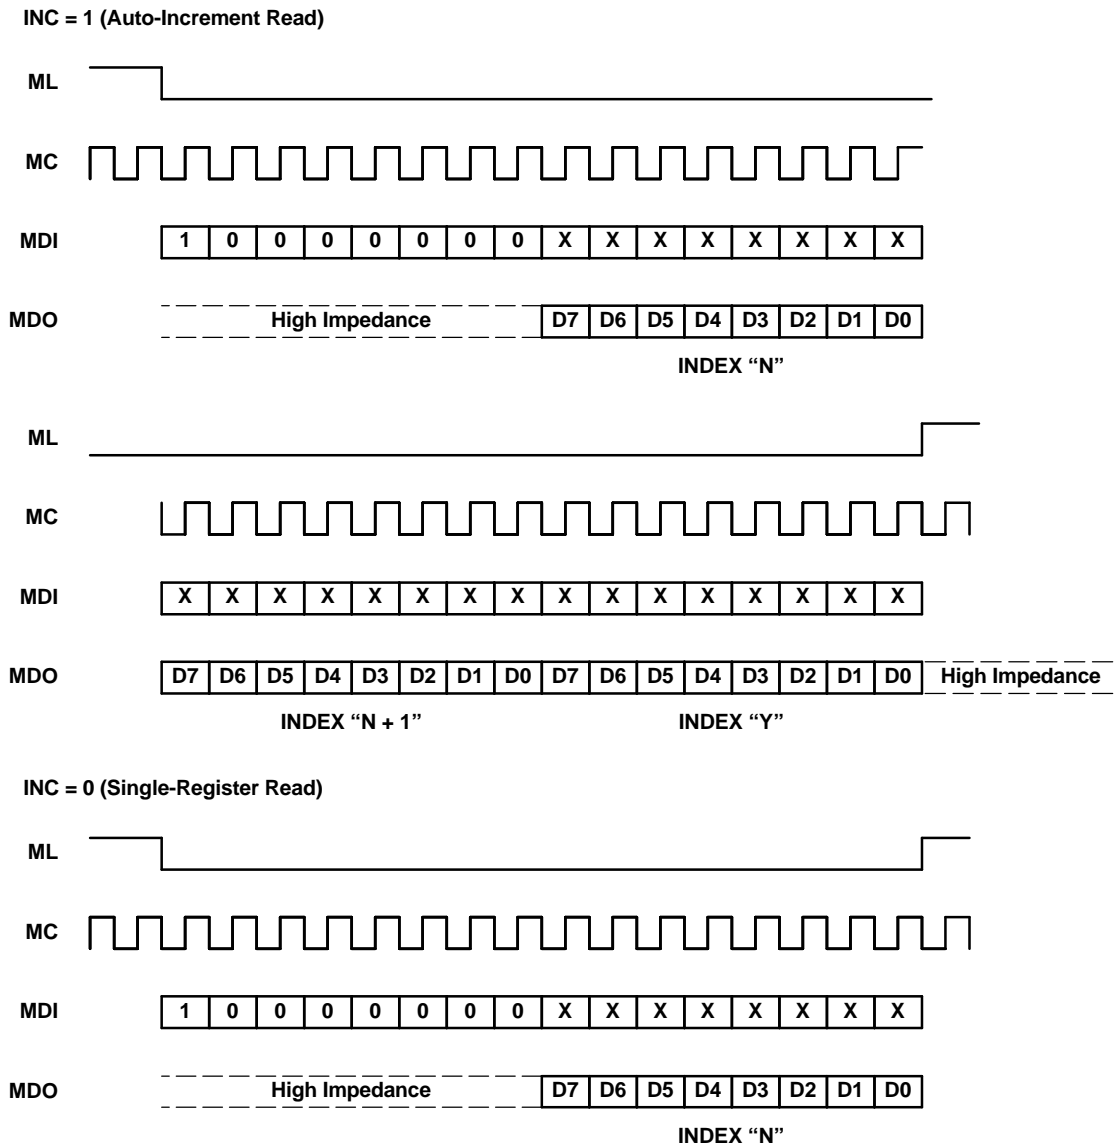 INC = 1 (Auto-Increment Read)
ML
MC
MDI 1 0 0 0 0 0 0 0 X X X X X X X X
MDO High Impedance D7 D6 D5 D4 D3 D2 D1 D0
INDEX “N”
ML
MC
MDI X X X X X X X X X X X X X X X X
MDO D7 D6 D5 D4 D3 D2 D1 D0 D7 D6 D5 D4 D3 D2 D1 D0 High Impedance
INDEX “N + 1” INDEX “Y”
INC = 0 (Single-Register Read)
ML
MC
MDI 1 0 0 0 0 0 0 0 X X X X X X X X
MDO High Impedance D7 D6 D5 D4 D3 D2 D1 D0
INDEX “N”